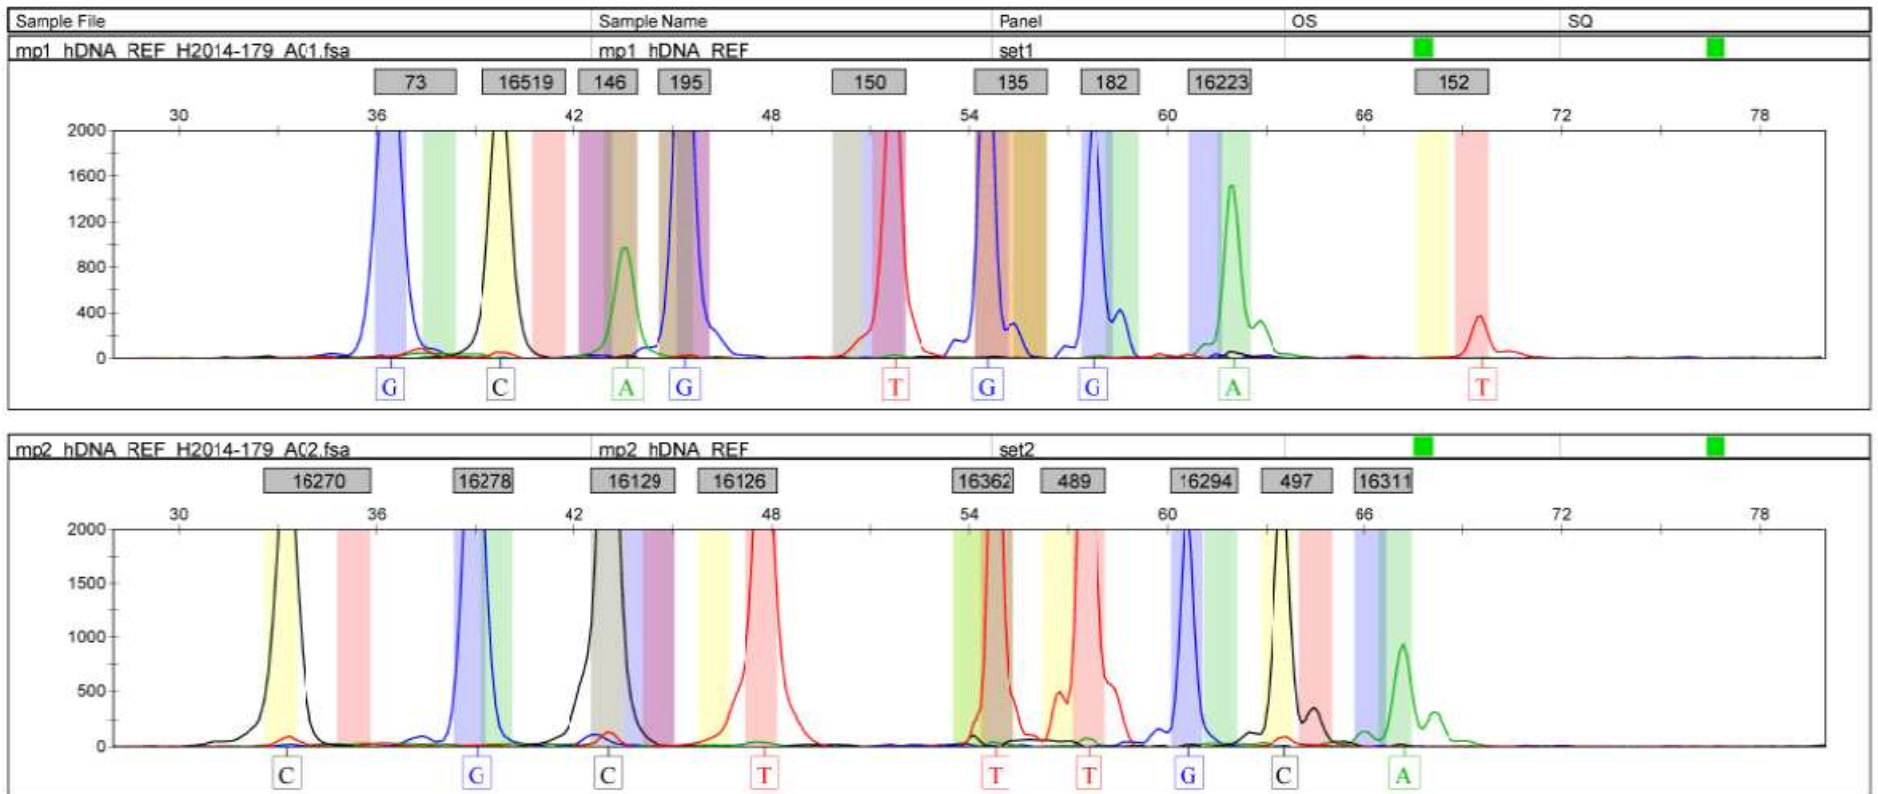 Sample File Sample Name Panel OS SQ
mp1_hDNA_REF_H2014-179_A01.fsa mp1_hDNA_REF set1
73 16519 146 195 150 185 182 16223 152
30 36 42 48 54 60 66 72 78
2000
1600
1200
800
400
0
G C A G T G G A T
mp2_hDNA_REF_H2014-179_A02.fsa mp2_hDNA_REF set2
16270 16278 16129 16126 16362 489 16294 497 16311
30 36 42 48 54 60 66 72 78
2000
1500
1000
500
0
C G C T T T G C A